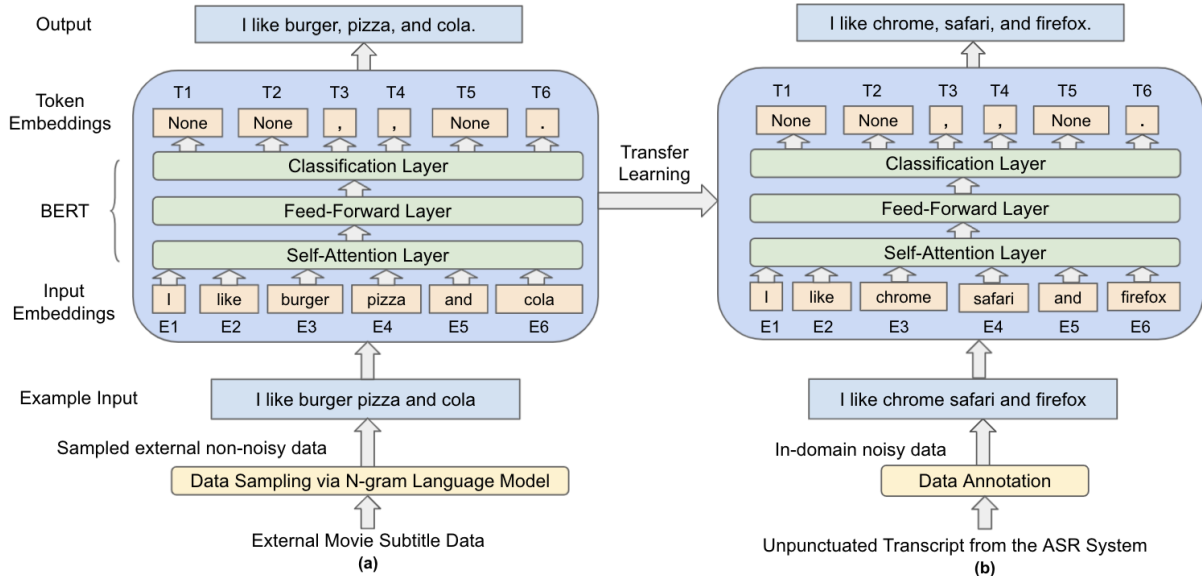 Output
I like burger, pizza, and cola.
I like chrome, safari, and firefox.
Token
Embeddings
T1 T2 T3 T4 T5 T6
None None , , None .
Classification Layer
BERT
Feed-Forward Layer
Self-Attention Layer
Input
Embeddings
I like burger pizza and cola
E1 E2 E3 E4 E5 E6
Transfer
Learning
T1 T2 T3 T4 T5 T6
None None , , None .
Classification Layer
Feed-Forward Layer
Self-Attention Layer
I like chrome safari and firefox
E1 E2 E3 E4 E5 E6
Example Input
I like burger pizza and cola
I like chrome safari and firefox
Sampled external non-noisy data
In-domain noisy data
Data Sampling via N-gram Language Model
Data Annotation
External Movie Subtitle Data
(a)
Unpunctuated Transcript from the ASR System
(b)